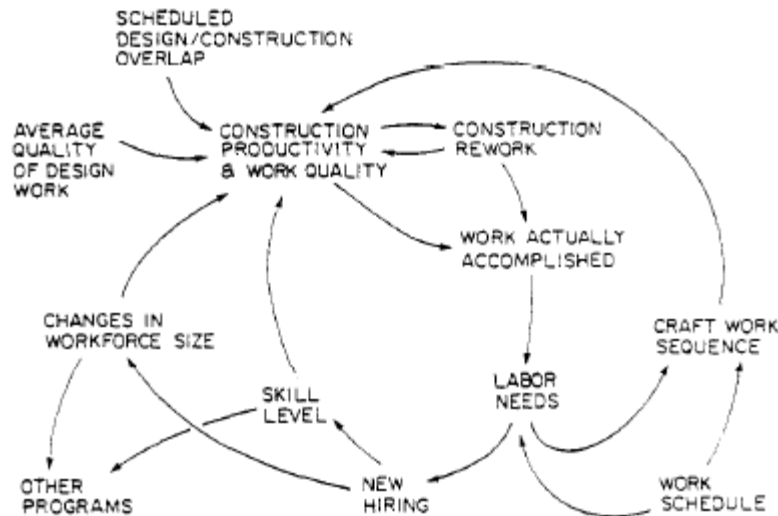 SCHEDULED
DESIGN/CONSTRUCTION
OVERLAP
AVERAGE
QUALITY
OF DESIGN
WORK
CONSTRUCTION
PRODUCTIVITY
& WORK QUALITY
CONSTRUCTION
REWORK
WORK ACTUALLY
ACCOMPLISHED
CHANGES IN
WORKFORCE SIZE
CRAFT WORK
SEQUENCE
SKILL
LEVEL
LABOR
NEEDS
OTHER
PROGRAMS
NEW
HIRING
WORK
SCHEDULE